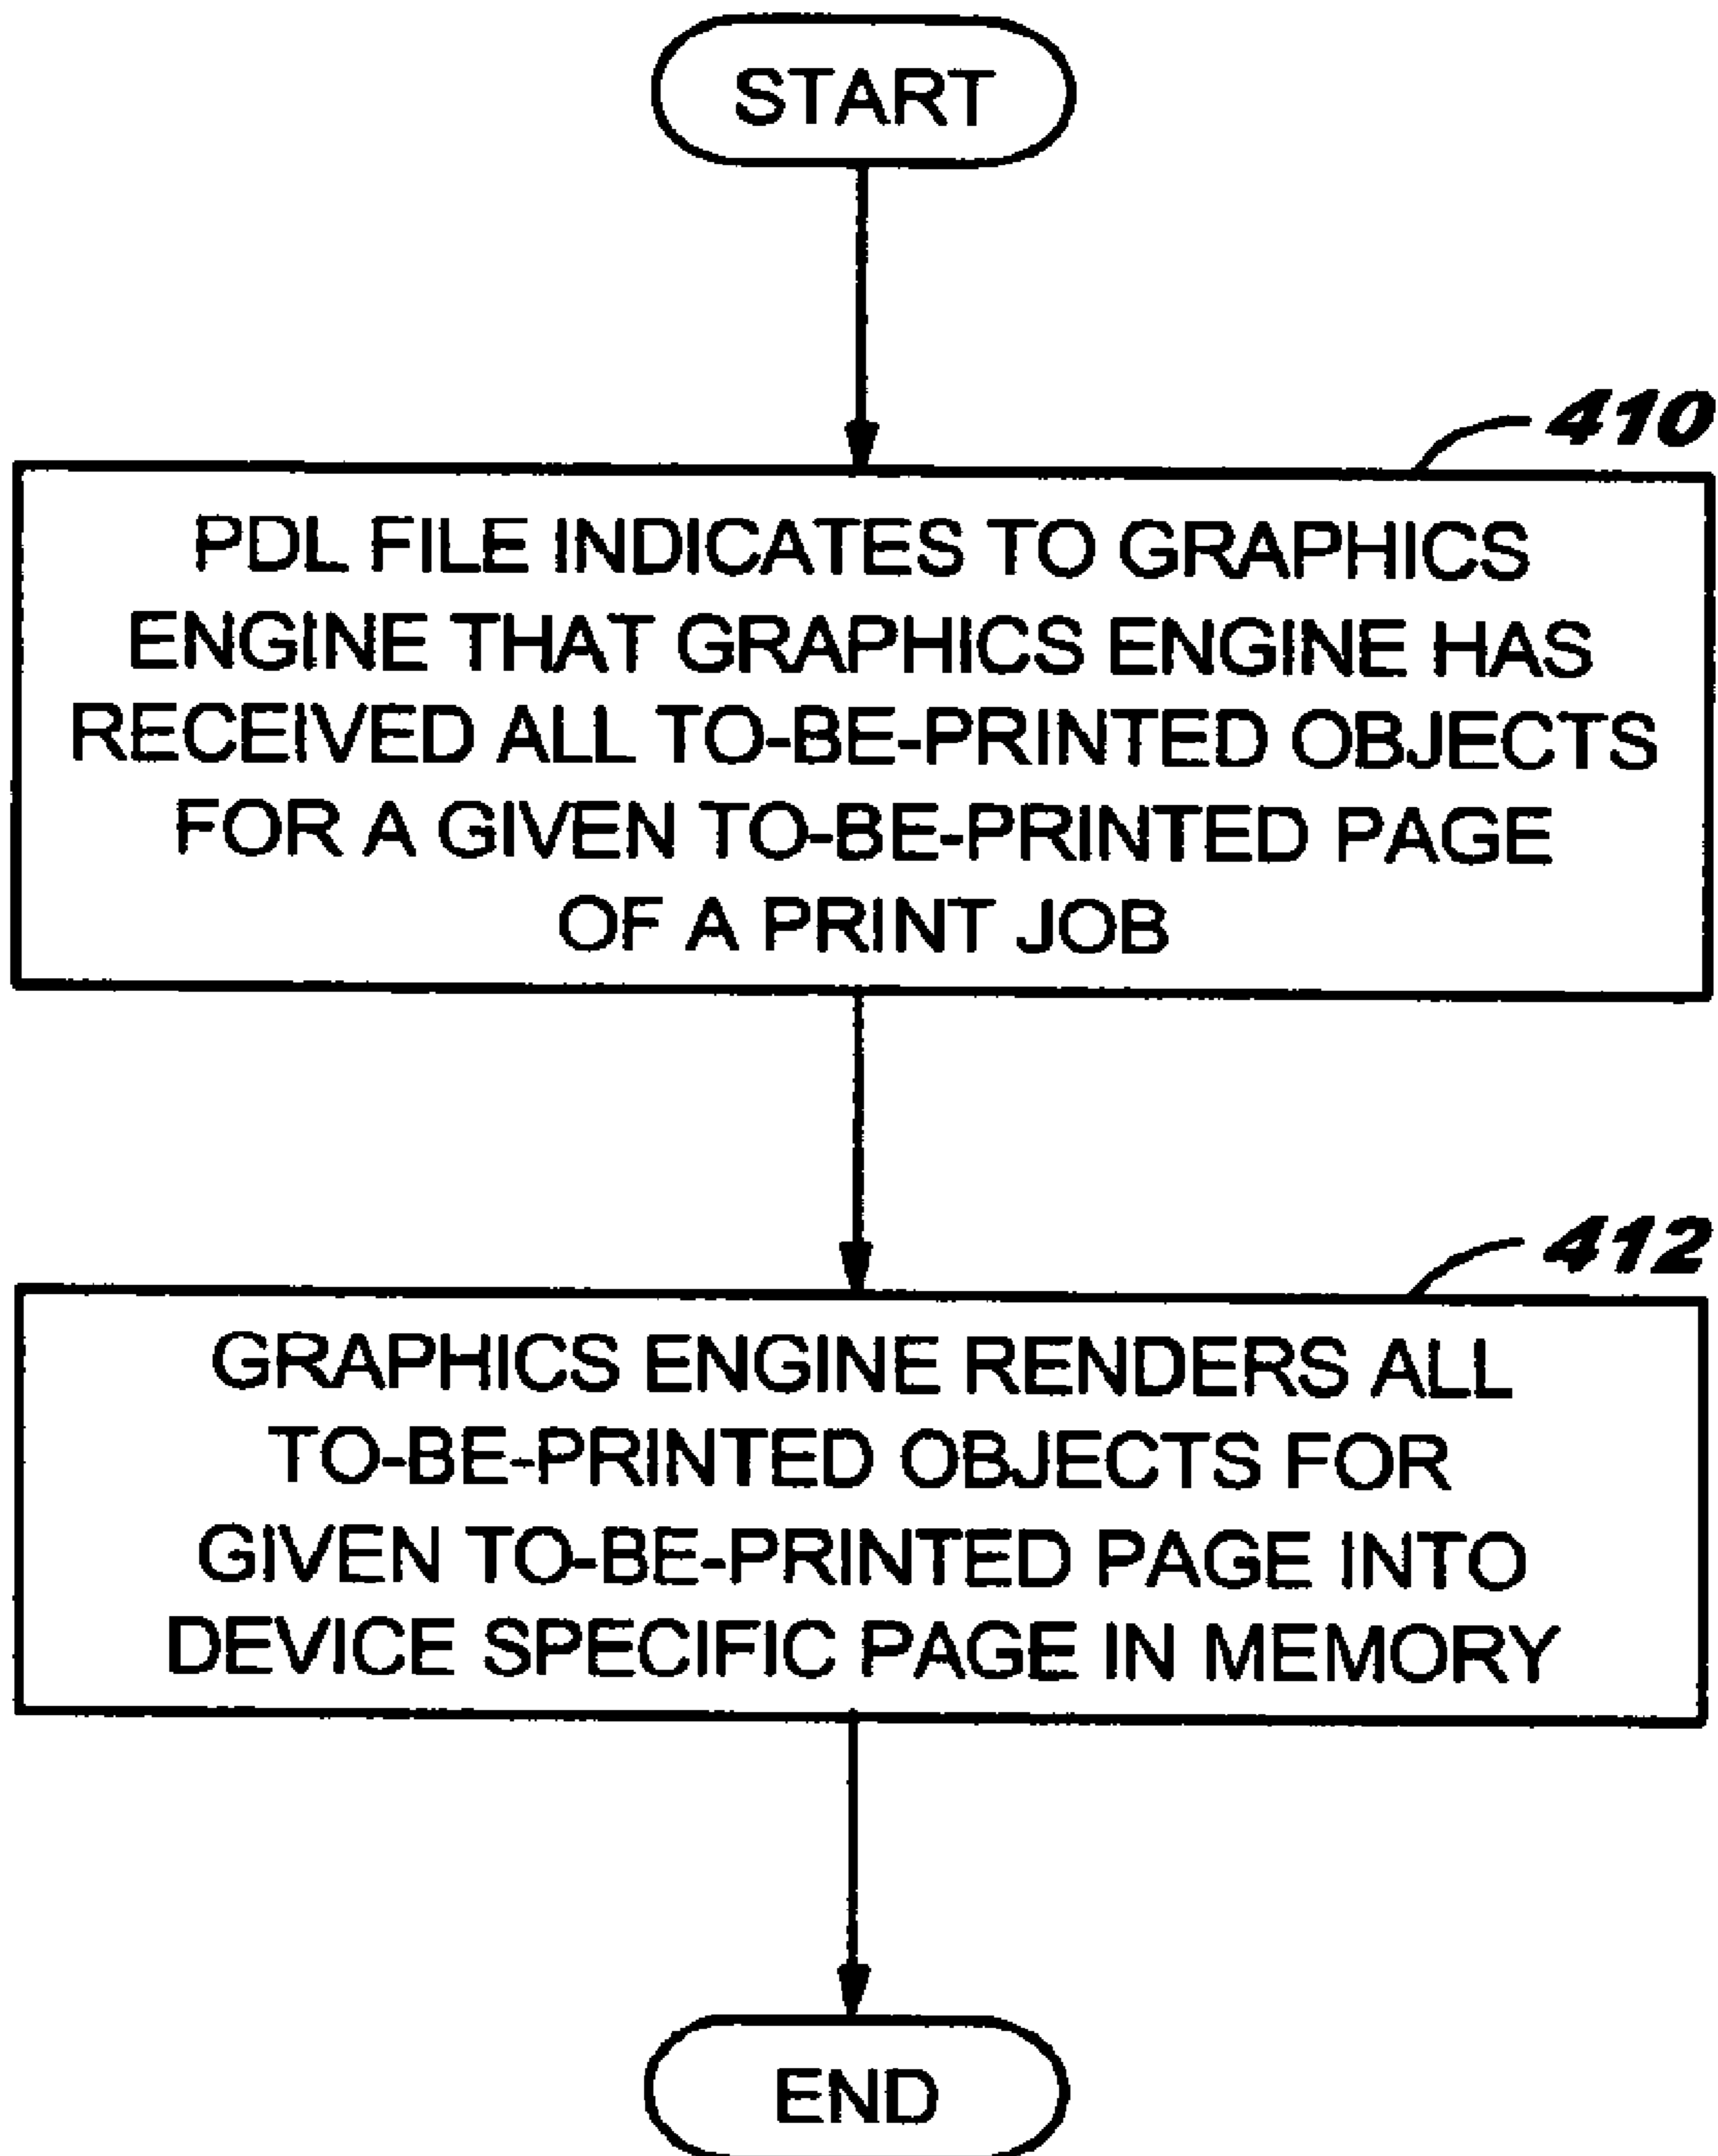 START
410
PDL FILE INDICATES TO GRAPHICS
ENGINE THAT GRAPHICS ENGINE HAS
RECEIVED ALL TO-BE-PRINTED OBJECTS
FOR A GIVEN TO-BE-PRINTED PAGE
OF A PRINT JOB
412
GRAPHICS ENGINE RENDERS ALL
TO-BE-PRINTED OBJECTS FOR
GIVEN TO-BE-PRINTED PAGE INTO
DEVICE SPECIFIC PAGE IN MEMORY
END